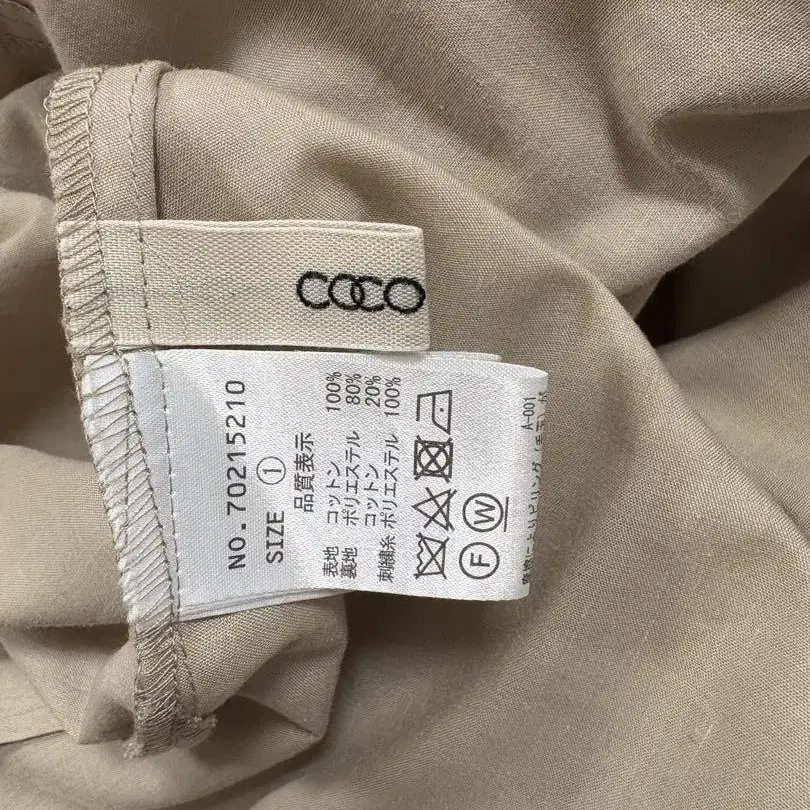 COCO
NO.70215210
SIZE ①
品質表示
表地 コットン 100%
裏地 ポリエステル 80%
コットン 20%
刺繍糸 ポリエステル 100%
F W
A-001